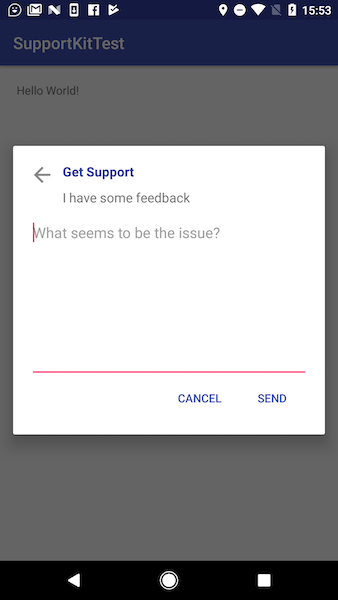 15:53
SupportKitTest
Hello World!
Get Support
I have some feedback
What seems to be the issue?
CANCEL
SEND